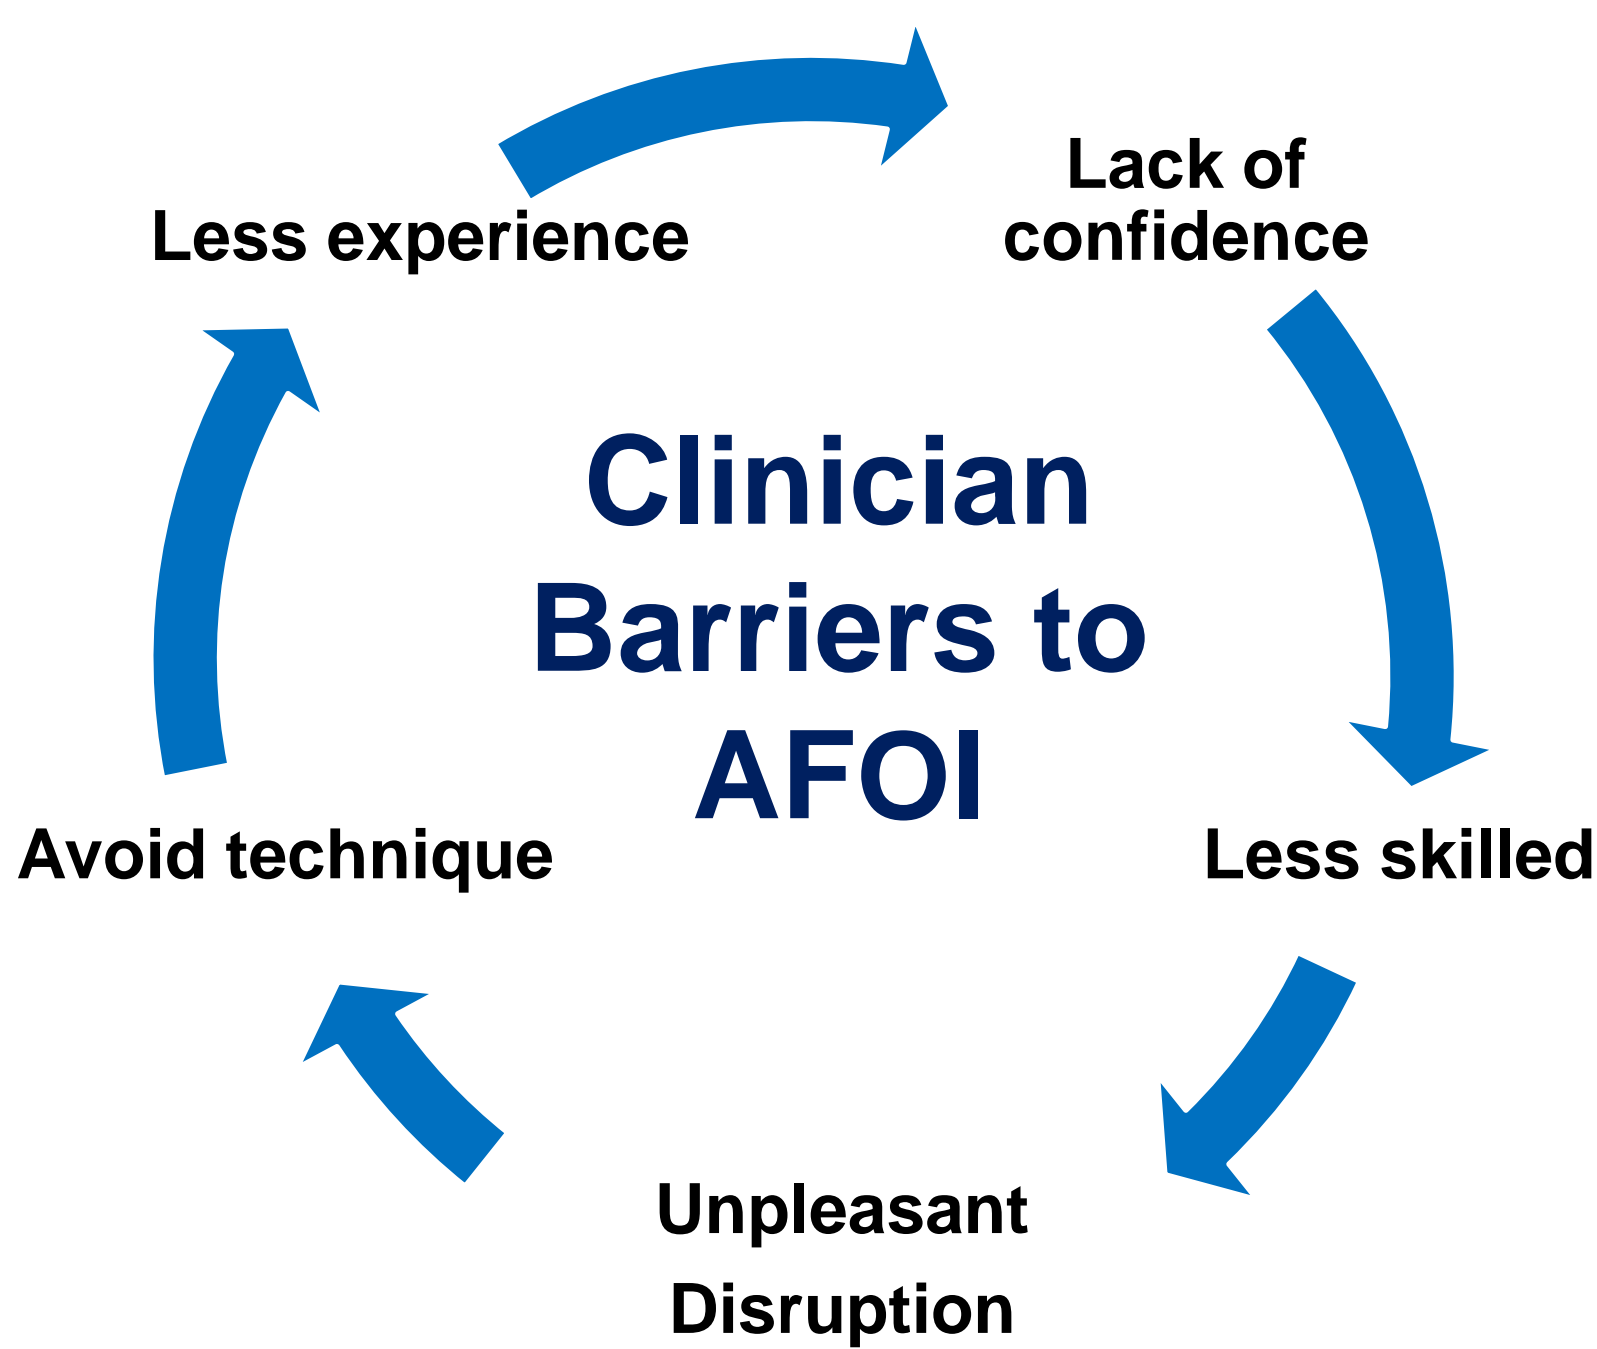 Lack of
confidence
Less experience
Clinician
Barriers to
AFOI
Avoid technique
Less skilled
Unpleasant
Disruption